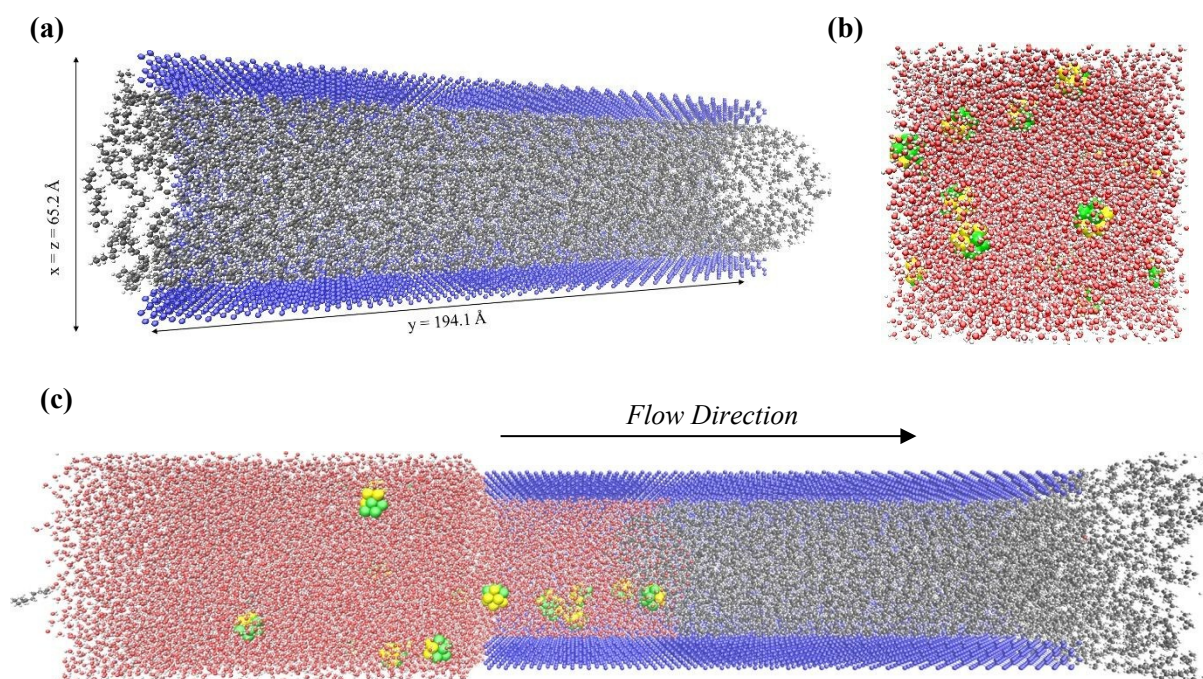 (a)
(b)
x = z = 65.2 Å
y = 194.1 Å
(c)
Flow Direction